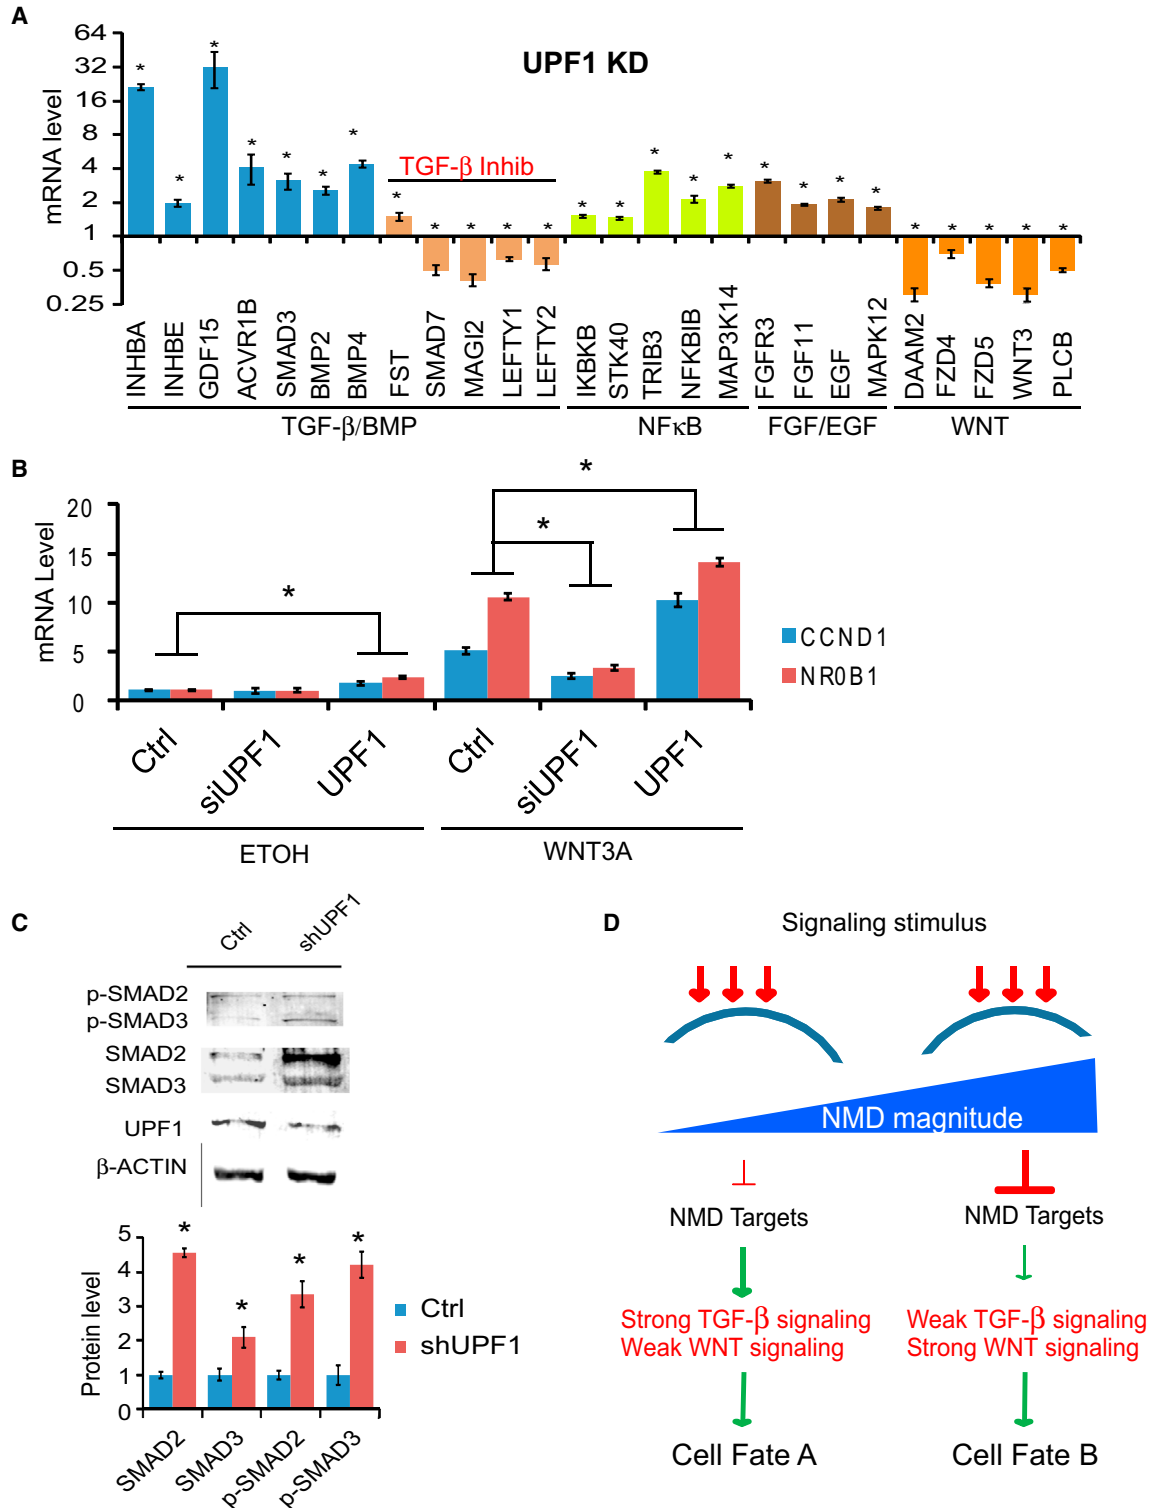 A
UPF1 KD
mRNA level
64
32
16
8
4
2
1
0.5
0.25
* * * * * * * * * * * * * * * * * * * * * * * * * *
TGF-β Inhib
INHBA
INHBE
GDF15
ACVR1B
SMAD3
BMP2
BMP4
FST
SMAD7
MAGI2
LEFTY1
LEFTY2
IKBKB
STK40
TRIB3
NFKBIB
MAP3K14
FGFR3
FGF11
EGF
MAPK12
DAAM2
FZD4
FZD5
WNT3
PLCB
TGF-β/BMP
NFκB
FGF/EGF
WNT
B
mRNA Level
20
15
10
5
0
*
*
*
CCND1
NR0B1
Ctrl
siUPF1
UPF1
Ctrl
siUPF1
UPF1
ETOH
WNT3A
C
Ctrl
shUPF1
p-SMAD2
p-SMAD3
SMAD2
SMAD3
UPF1
β-ACTIN
Protein level
5
4
3
2
1
0
* * * *
Ctrl
shUPF1
SMAD2
SMAD3
p-SMAD2
p-SMAD3
D
Signaling stimulus
NMD magnitude
NMD Targets
NMD Targets
Strong TGF-β signaling
Weak WNT signaling
Weak TGF-β signaling
Strong WNT signaling
Cell Fate A
Cell Fate B